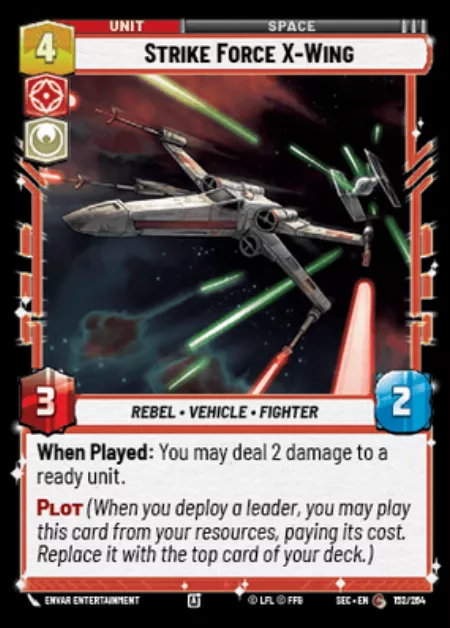 UNIT
SPACE
4
STRIKE FORCE X-WING
3
REBEL • VEHICLE • FIGHTER
2
When Played: You may deal 2 damage to a
ready unit.
PLOT (When you deploy a leader, you may play
this card from your resources, paying its cost.
Replace it with the top card of your deck.)
ENVAR ENTERTAINMENT
A
© LFL © FFG
SEC • EN
C
152/264